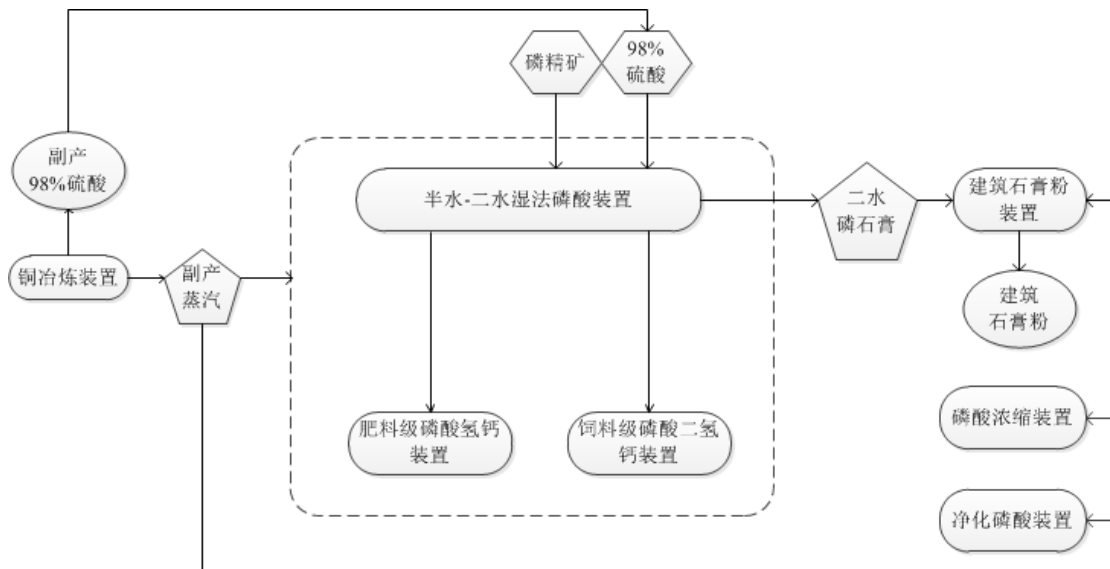 磷精矿
98%
硫酸
副产
98%硫酸
半水-二水湿法磷酸装置
二水
磷石膏
建筑石膏粉
装置
铜冶炼装置
副产
蒸汽
建筑
石膏粉
肥料级磷酸氢钙
装置
饲料级磷酸二氢
钙装置
磷酸浓缩装置
净化磷酸装置